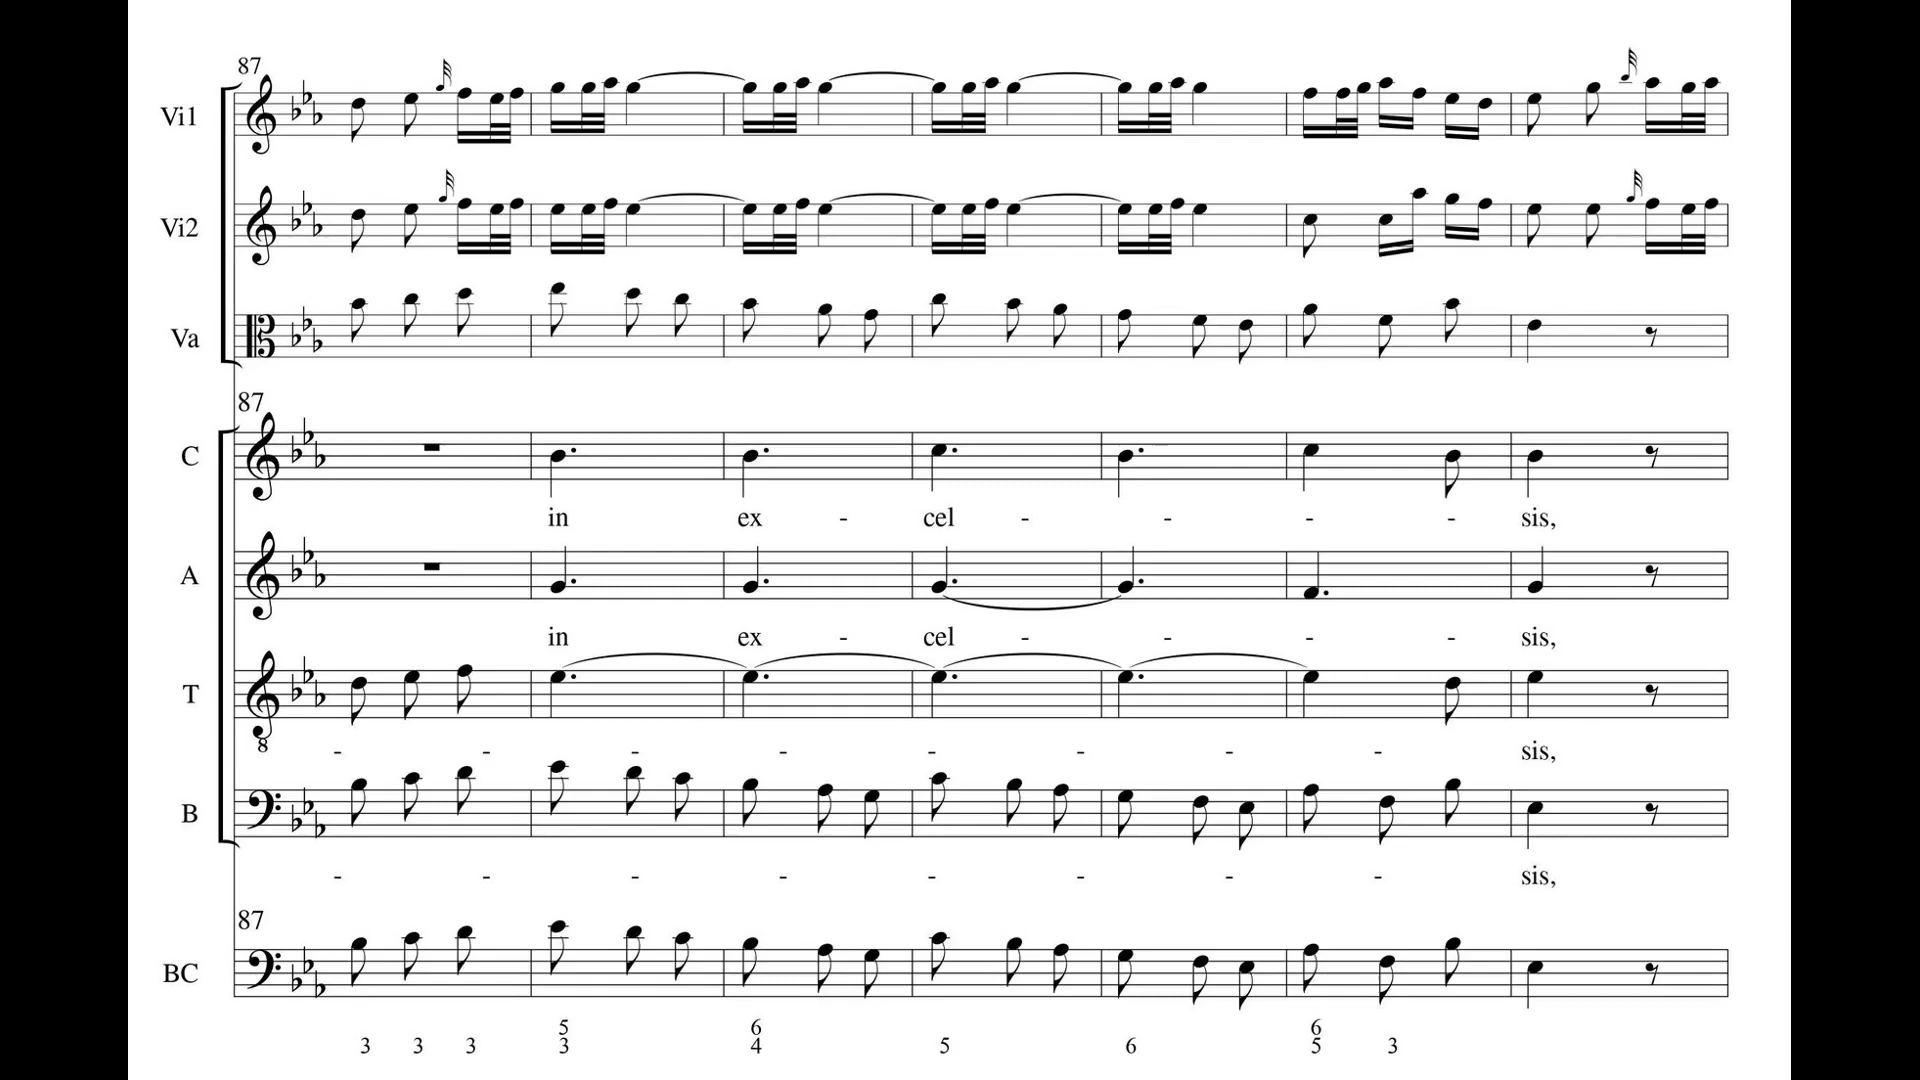 87
Vi1
Vi2
Va
87
C
in ex - cel - - - - sis,
A
in ex - cel - - - - sis,
T
8
- - - - - - - - sis,
B
- - - - - - - - sis,
87
BC
5 6 6
3 3 3 3 4 5 6 5 3